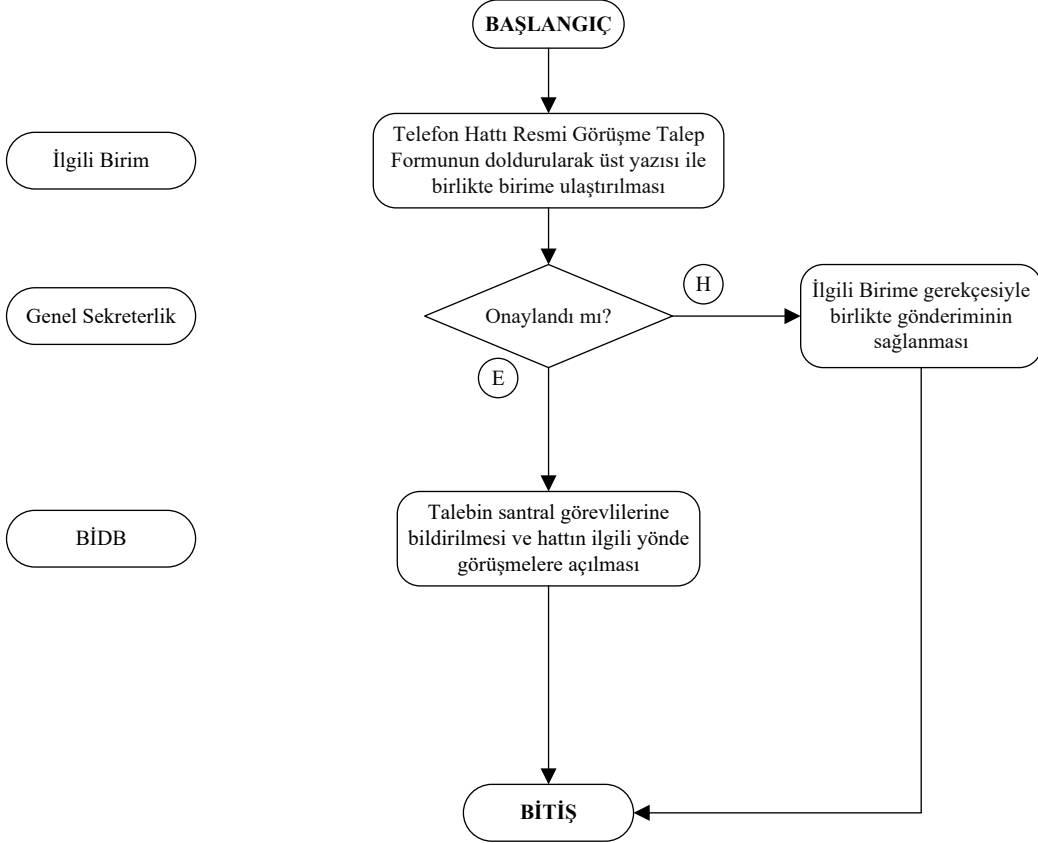 BAŞLANGIÇ
İlgili Birim
Telefon Hattı Resmi Görüşme Talep
Formunun doldurularak üst yazısı ile
birlikte birime ulaştırılması
Genel Sekreterlik
Onaylandı mı?
H
İlgili Birime gerekçesiyle
birlikte gönderiminin
sağlanması
E
BİDB
Talebin santral görevlilerine
bildirilmesi ve hattın ilgili yönde
görüşmelere açılması
BİTİŞ